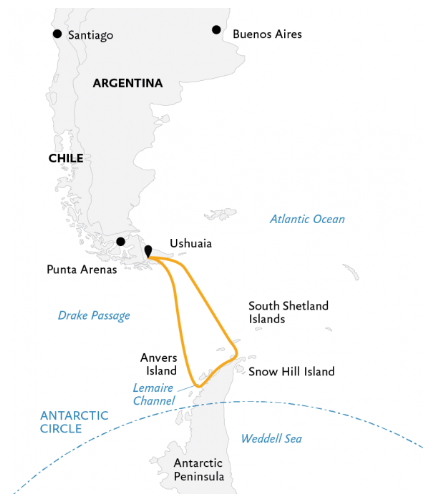 Santiago
Buenos Aires
ARGENTINA
CHILE
Atlantic Ocean
Ushuaia
Punta Arenas
South Shetland
Islands
Drake Passage
Anvers
Island
Snow Hill Island
Lemaire
Channel
ANTARCTIC
CIRCLE
Weddell Sea
Antarctic
Peninsula